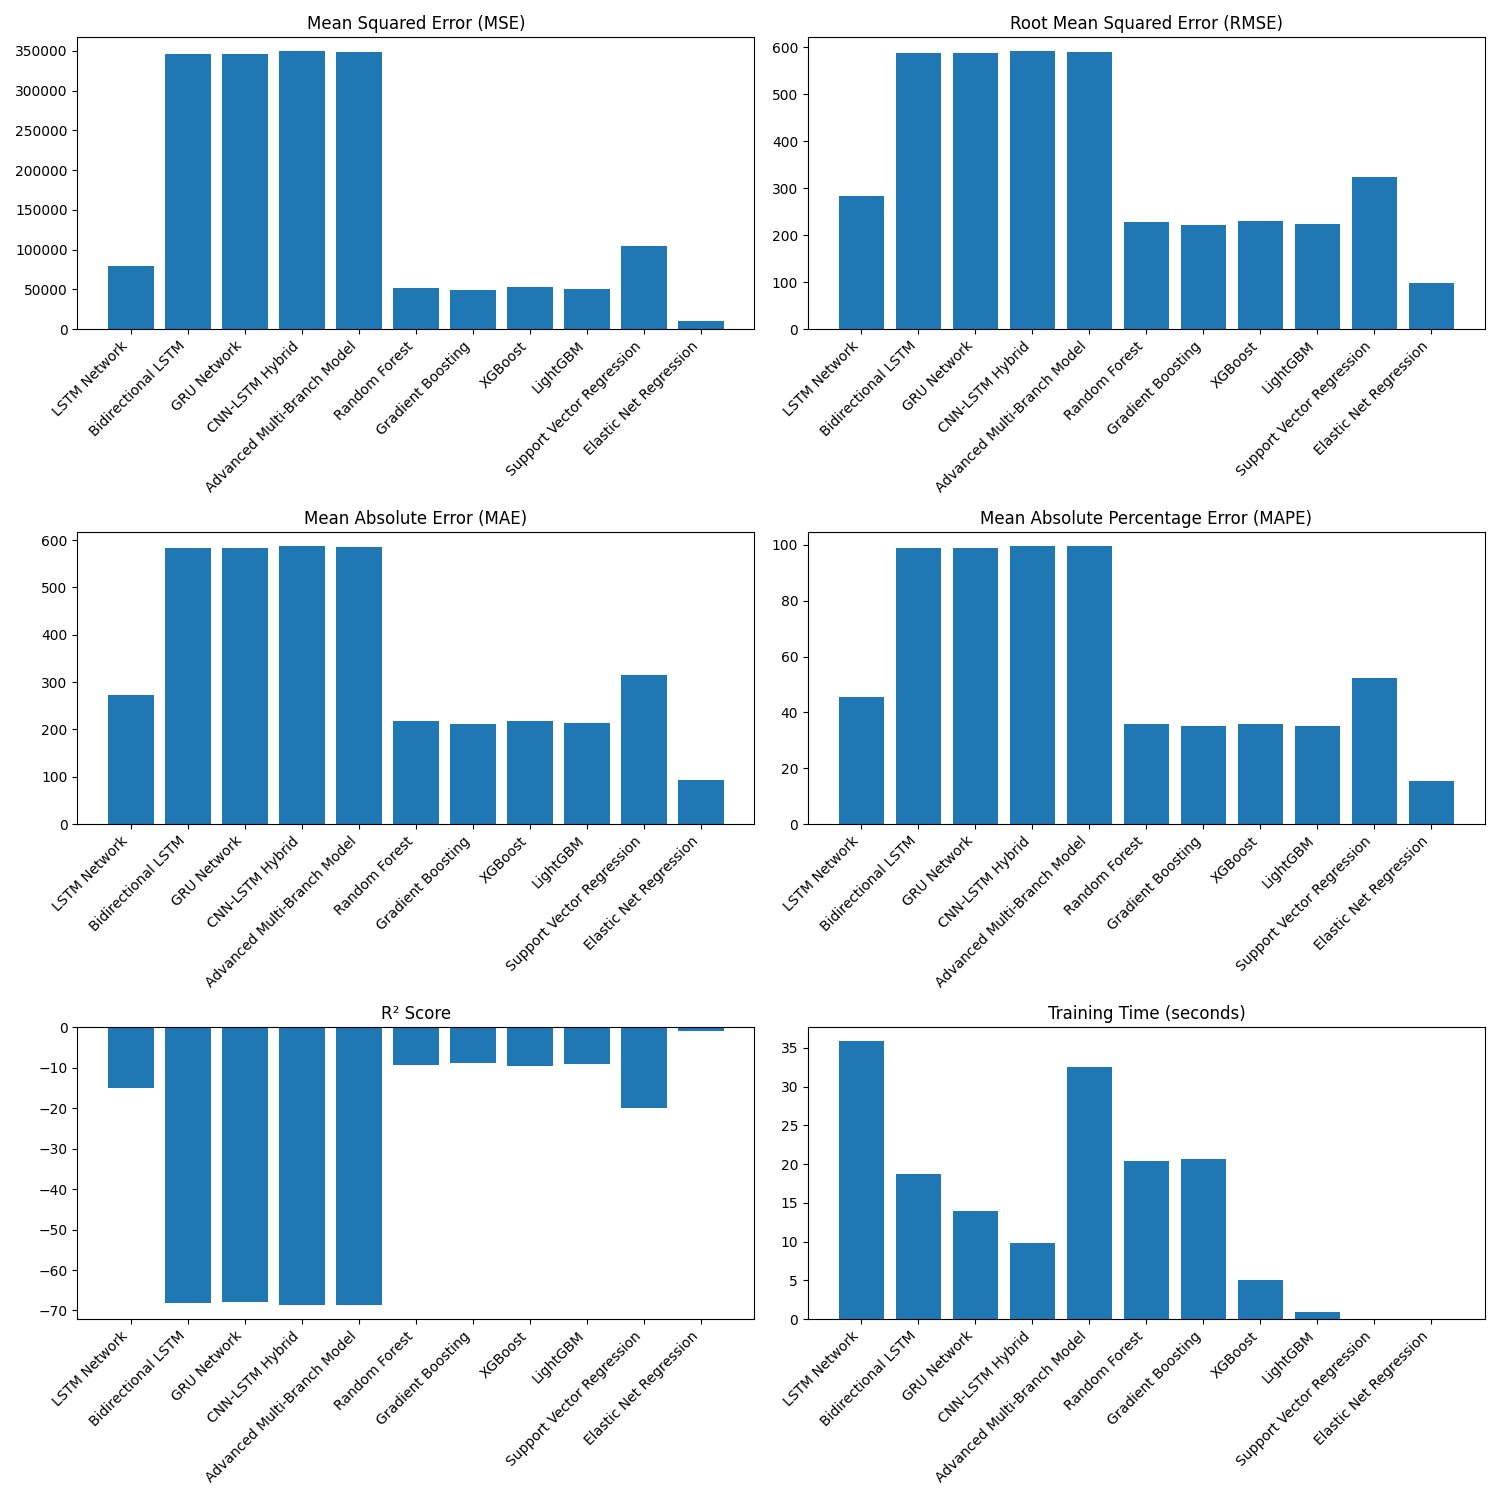 Mean Squared Error (MSE)
350000
300000
250000
200000
150000
100000
50000
0
LSTM Network
Bidirectional LSTM
GRU Network
CNN-LSTM Hybrid
Advanced Multi-Branch Model
Random Forest
Gradient Boosting
XGBoost
LightGBM
Support Vector Regression
Elastic Net Regression
Root Mean Squared Error (RMSE)
600
500
400
300
200
100
0
LSTM Network
Bidirectional LSTM
GRU Network
CNN-LSTM Hybrid
Advanced Multi-Branch Model
Random Forest
Gradient Boosting
XGBoost
LightGBM
Support Vector Regression
Elastic Net Regression
Mean Absolute Error (MAE)
600
500
400
300
200
100
0
LSTM Network
Bidirectional LSTM
GRU Network
CNN-LSTM Hybrid
Advanced Multi-Branch Model
Random Forest
Gradient Boosting
XGBoost
LightGBM
Support Vector Regression
Elastic Net Regression
Mean Absolute Percentage Error (MAPE)
100
80
60
40
20
0
LSTM Network
Bidirectional LSTM
GRU Network
CNN-LSTM Hybrid
Advanced Multi-Branch Model
Random Forest
Gradient Boosting
XGBoost
LightGBM
Support Vector Regression
Elastic Net Regression
R² Score
0
−10
−20
−30
−40
−50
−60
−70
LSTM Network
Bidirectional LSTM
GRU Network
CNN-LSTM Hybrid
Advanced Multi-Branch Model
Random Forest
Gradient Boosting
XGBoost
LightGBM
Support Vector Regression
Elastic Net Regression
Training Time (seconds)
35
30
25
20
15
10
5
0
LSTM Network
Bidirectional LSTM
GRU Network
CNN-LSTM Hybrid
Advanced Multi-Branch Model
Random Forest
Gradient Boosting
XGBoost
LightGBM
Support Vector Regression
Elastic Net Regression